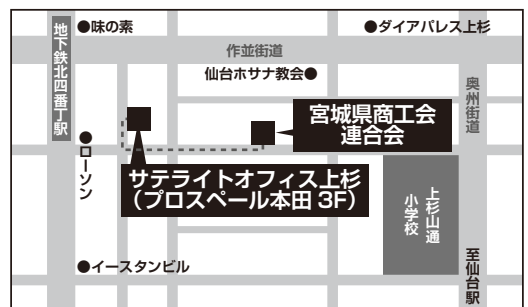 地下鉄北四番丁駅
●味の素
●ダイアパレス上杉
作並街道
仙台ホサナ教会●
奥州街道
宮城県商工会
連合会
●ローソン
サテライトオフィス上杉
（プロスペール本田 3F）
上杉山通
小学校
●イースタンビル
至仙台駅